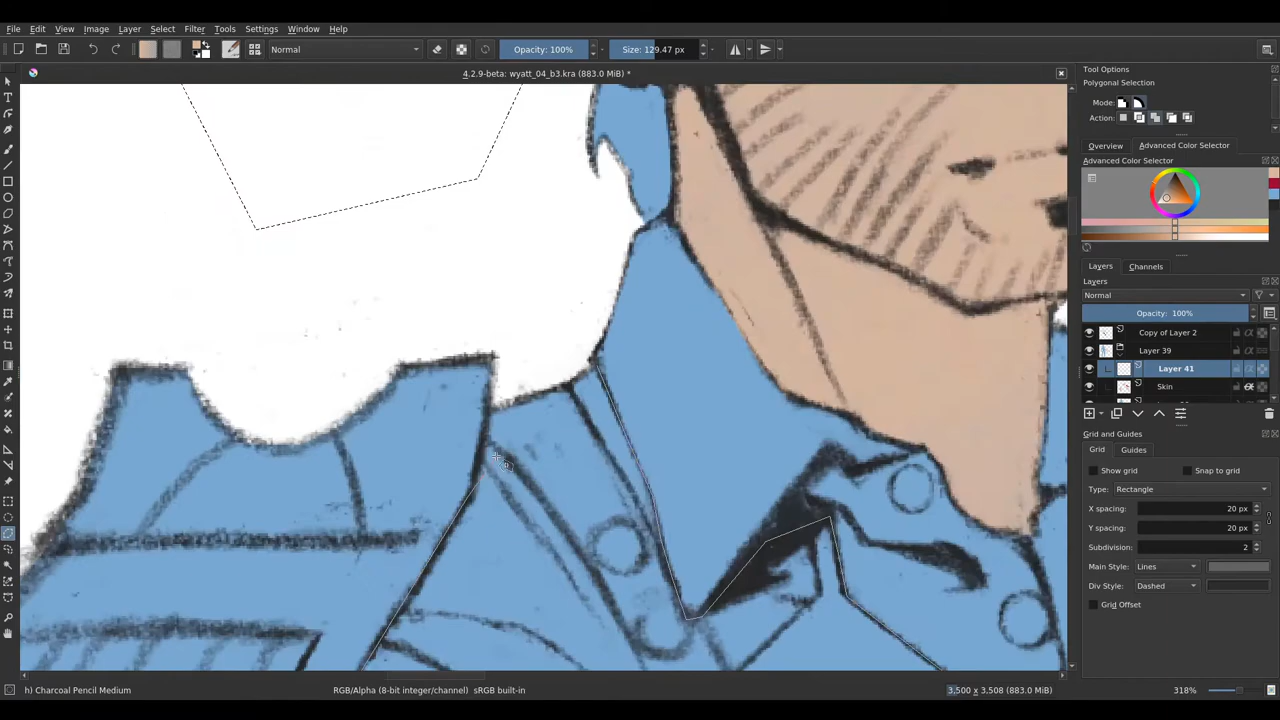 File Edit View Image Layer Select Filter Tools Settings Window Help
Normal Opacity: 100% Size: 129.47 px
4.2.9-beta: wyatt_04_b3.kra (883.0 MiB) *
Tool Options
Polygonal Selection
Mode:
Action:
Overview Advanced Color Selector
Advanced Color Selector
Layers Channels
Layers
Normal
Opacity: 100%
Copy of Layer 2
Layer 39
Layer 41
Skin
Grid and Guides
Grid Guides
Show grid Snap to grid
Type: Rectangle
X spacing: 20 px
Y spacing: 20 px
Subdivision: 2
Main Style: Lines
Div Style: Dashed
Grid Offset
h) Charcoal Pencil Medium RGB/Alpha (8-bit integer/channel) sRGB built-in 3,500 x 3,508 (883.0 MiB) 318%